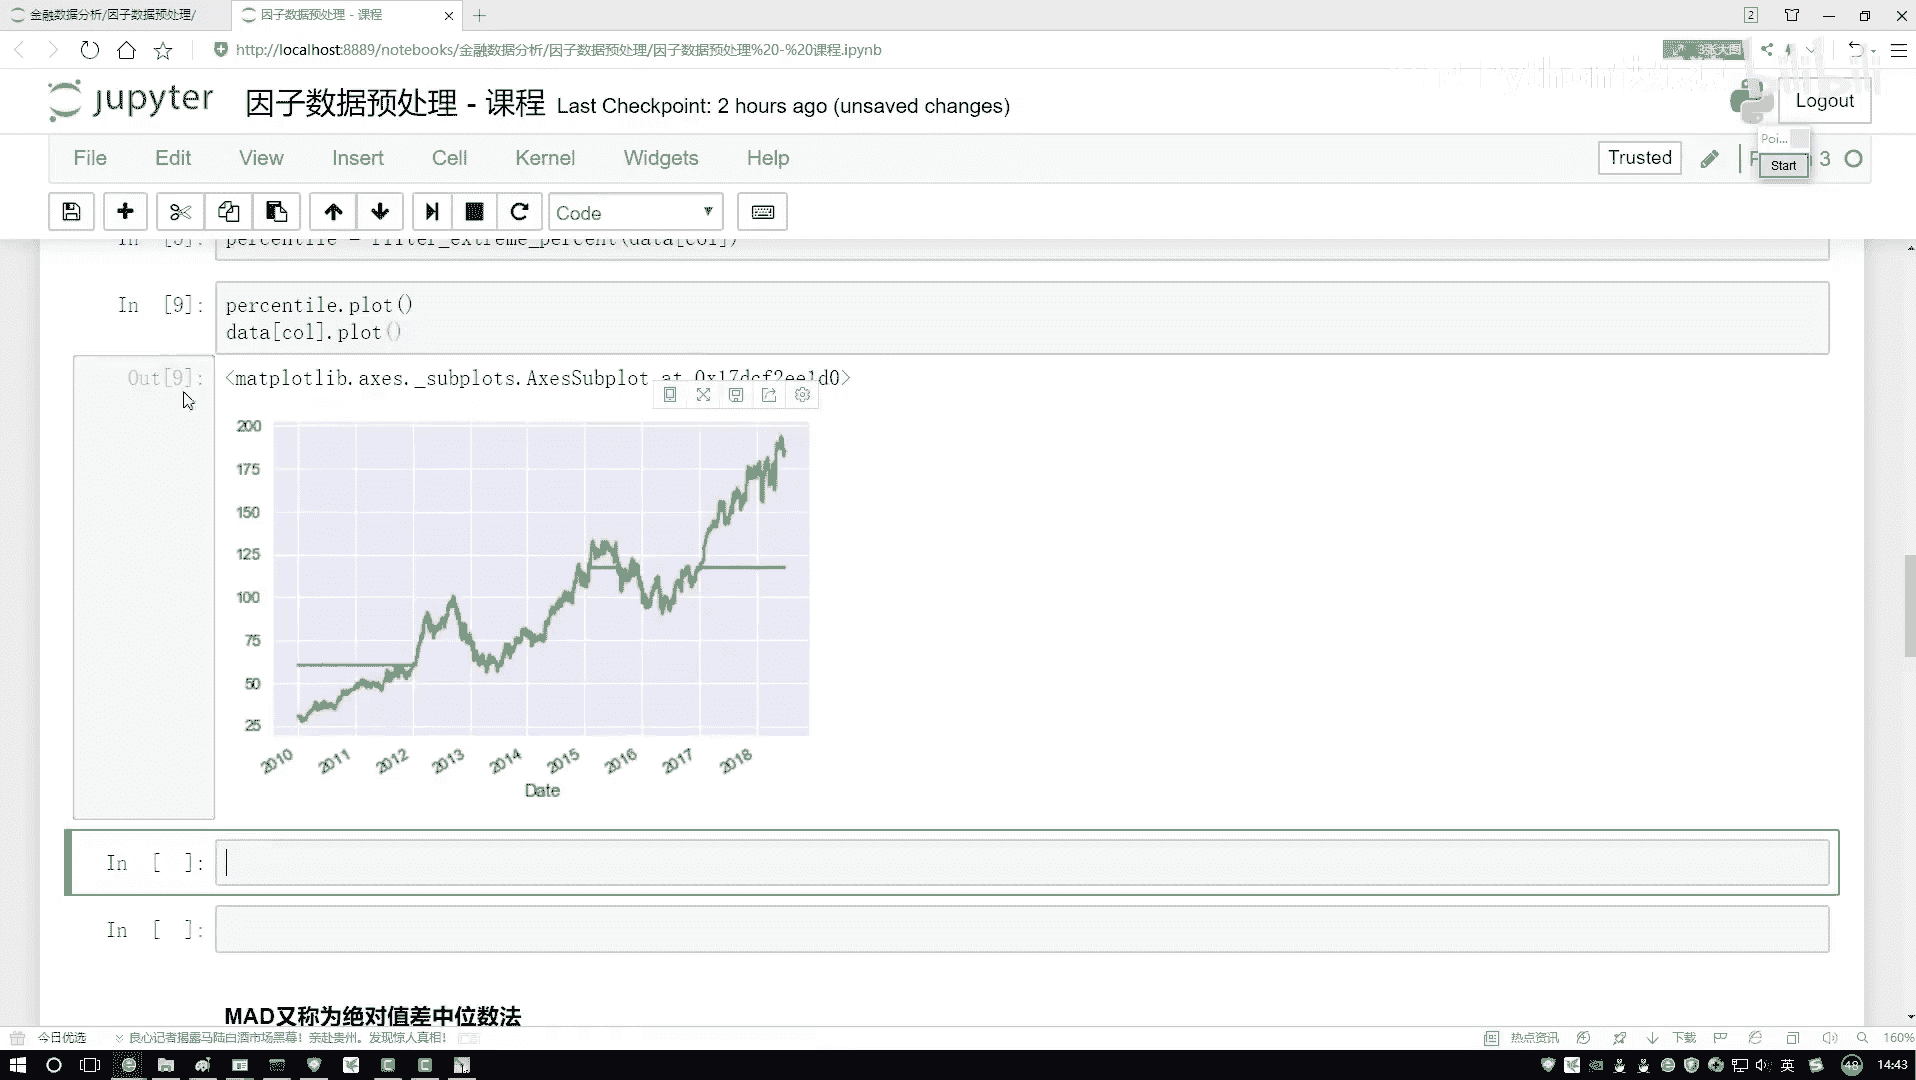 金融数据分析/因子数据预处理/
因子数据预处理 - 课程
2
http://localhost:8889/notebooks/金融数据分析/因子数据预处理/因子数据预处理%20-%20课程.ipynb
jupyter
因子数据预处理 - 课程
Last Checkpoint: 2 hours ago (unsaved changes)
bilibili
Logout
Poi...
Start
File Edit View Insert Cell Kernel Widgets Help
Trusted
3
Code
percentile = filter_extreme_percent(data[col])
In [9]:
percentile.plot()
data[col].plot()
Out[9]:
<matplotlib.axes._subplots.AxesSubplot at 0x17dcf2ee1d0>
200
175
150
125
100
75
50
25
2010 2011 2012 2013 2014 2015 2016 2017 2018
Date
In [ ]:
In [ ]:
MAD又称为绝对值差中位数法
今日优选
良心记者揭露马陆白酒市场黑幕！亲赴贵州。发现惊人真相！
热点资讯
下载
160%
英
48
14:43